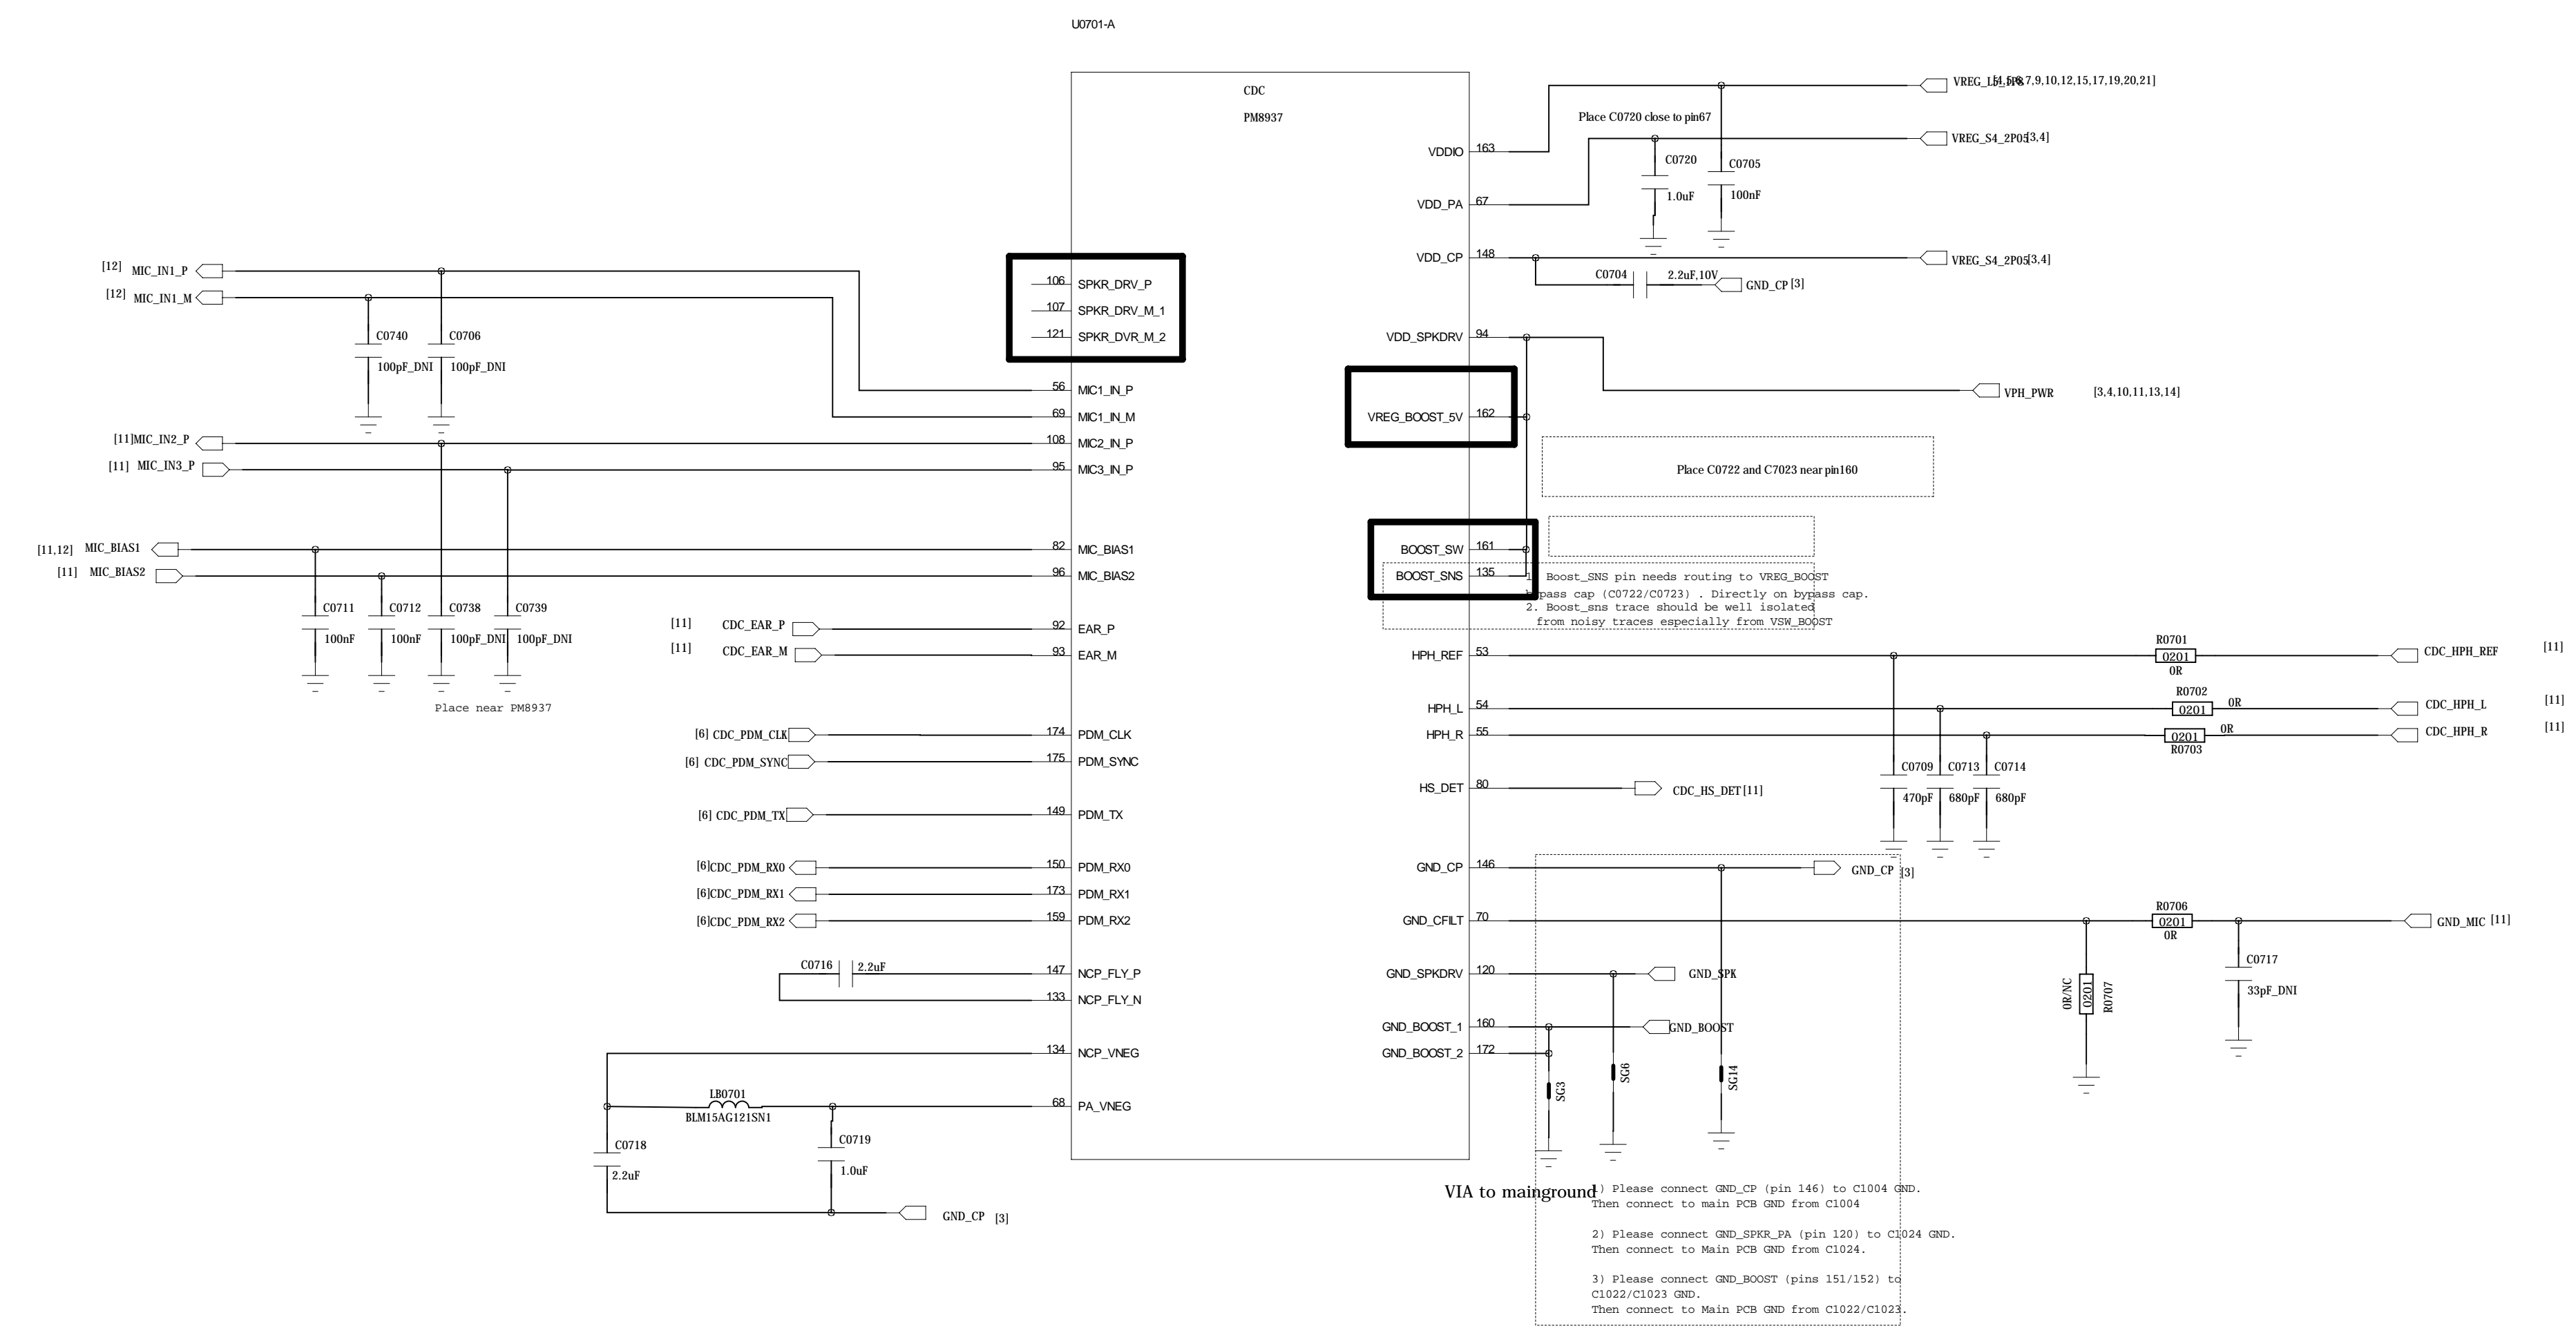 U0701-A
CDC
PM8937
VREG_L5_1P8[4,5,6,7,9,10,12,15,17,19,20,21]
Place C0720 close to pin67
VREG_S4_2P05[3,4]
VDDIO 163
C0720
C0705
1.0uF
100nF
VDD_PA 67
VDD_CP 148
VREG_S4_2P05[3,4]
C0704
2.2uF,10V
GND_CP [3]
[12] MIC_IN1_P
[12] MIC_IN1_M
106 SPKR_DRV_P
107 SPKR_DRV_M_1
121 SPKR_DVR_M_2
VDD_SPKDRV 94
C0740
C0706
100pF_DNI
100pF_DNI
56 MIC1_IN_P
69 MIC1_IN_M
VPH_PWR [3,4,10,11,13,14]
VREG_BOOST_5V 162
[11]MIC_IN2_P
108 MIC2_IN_P
[11] MIC_IN3_P
95 MIC3_IN_P
Place C0722 and C7023 near pin160
[11,12] MIC_BIAS1
82 MIC_BIAS1
[11] MIC_BIAS2
96 MIC_BIAS2
BOOST_SW 161
BOOST_SNS 135
1. Boost_SNS pin needs routing to VREG_BOOST
bypass cap (C0722/C0723) . Directly on bypass cap.
2. Boost_sns trace should be well isolated
from noisy traces especially from VSW_BOOST
C0711
C0712
C0738
C0739
100nF
100nF
100pF_DNI
100pF_DNI
Place near PM8937
[11] CDC_EAR_P
92 EAR_P
[11] CDC_EAR_M
93 EAR_M
HPH_REF 53
R0701
0201
0R
CDC_HPH_REF [11]
HPH_L 54
R0702
0201
0R
CDC_HPH_L [11]
HPH_R 55
0201
0R
R0703
CDC_HPH_R [11]
[6] CDC_PDM_CLK
174 PDM_CLK
[6] CDC_PDM_SYNC
175 PDM_SYNC
C0709
C0713
C0714
470pF
680pF
680pF
HS_DET 80
CDC_HS_DET[11]
[6] CDC_PDM_TX
149 PDM_TX
[6]CDC_PDM_RX0
150 PDM_RX0
[6]CDC_PDM_RX1
173 PDM_RX1
[6]CDC_PDM_RX2
159 PDM_RX2
GND_CP 146
GND_CP [3]
GND_CFILT 70
R0706
0201
0R
GND_MIC [11]
C0717
33pF_DNI
0R/NC
0201
R0707
C0716
2.2uF
147 NCP_FLY_P
133 NCP_FLY_N
GND_SPKDRV 120
GND_SPK
GND_BOOST_1 160
GND_BOOST
GND_BOOST_2 172
SG3
SG6
SG14
134 NCP_VNEG
LB0701
BLM15AG121SN1
68 PA_VNEG
C0718
2.2uF
C0719
1.0uF
GND_CP [3]
VIA to mainground
1) Please connect GND_CP (pin 146) to C1004 GND.
Then connect to main PCB GND from C1004
2) Please connect GND_SPKR_PA (pin 120) to C1024 GND.
Then connect to Main PCB GND from C1024.
3) Please connect GND_BOOST (pins 151/152) to
C1022/C1023 GND.
Then connect to Main PCB GND from C1022/C1023.